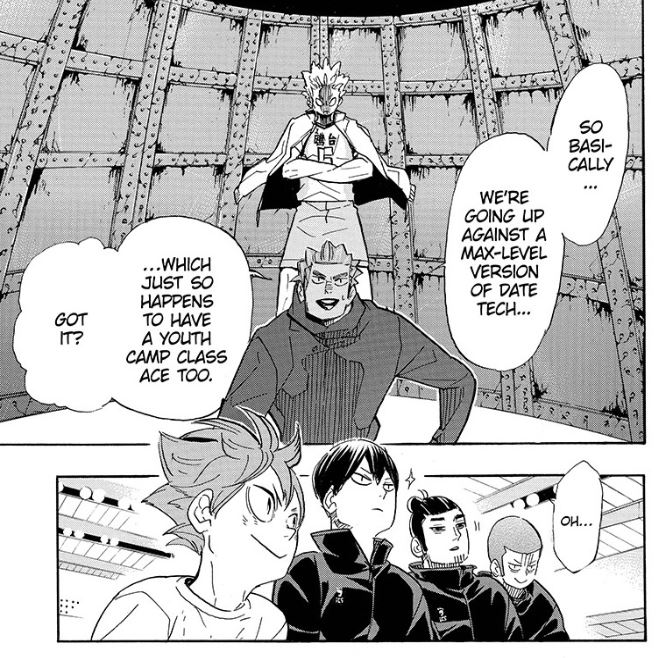 SO
BASI-
CALLY
...
WE'RE
GOING UP
AGAINST A
MAX-LEVEL
VERSION
OF DATE
TECH...
...WHICH
JUST SO
HAPPENS
TO HAVE
A YOUTH
CAMP CLASS
ACE TOO.
GOT
IT?
OH...